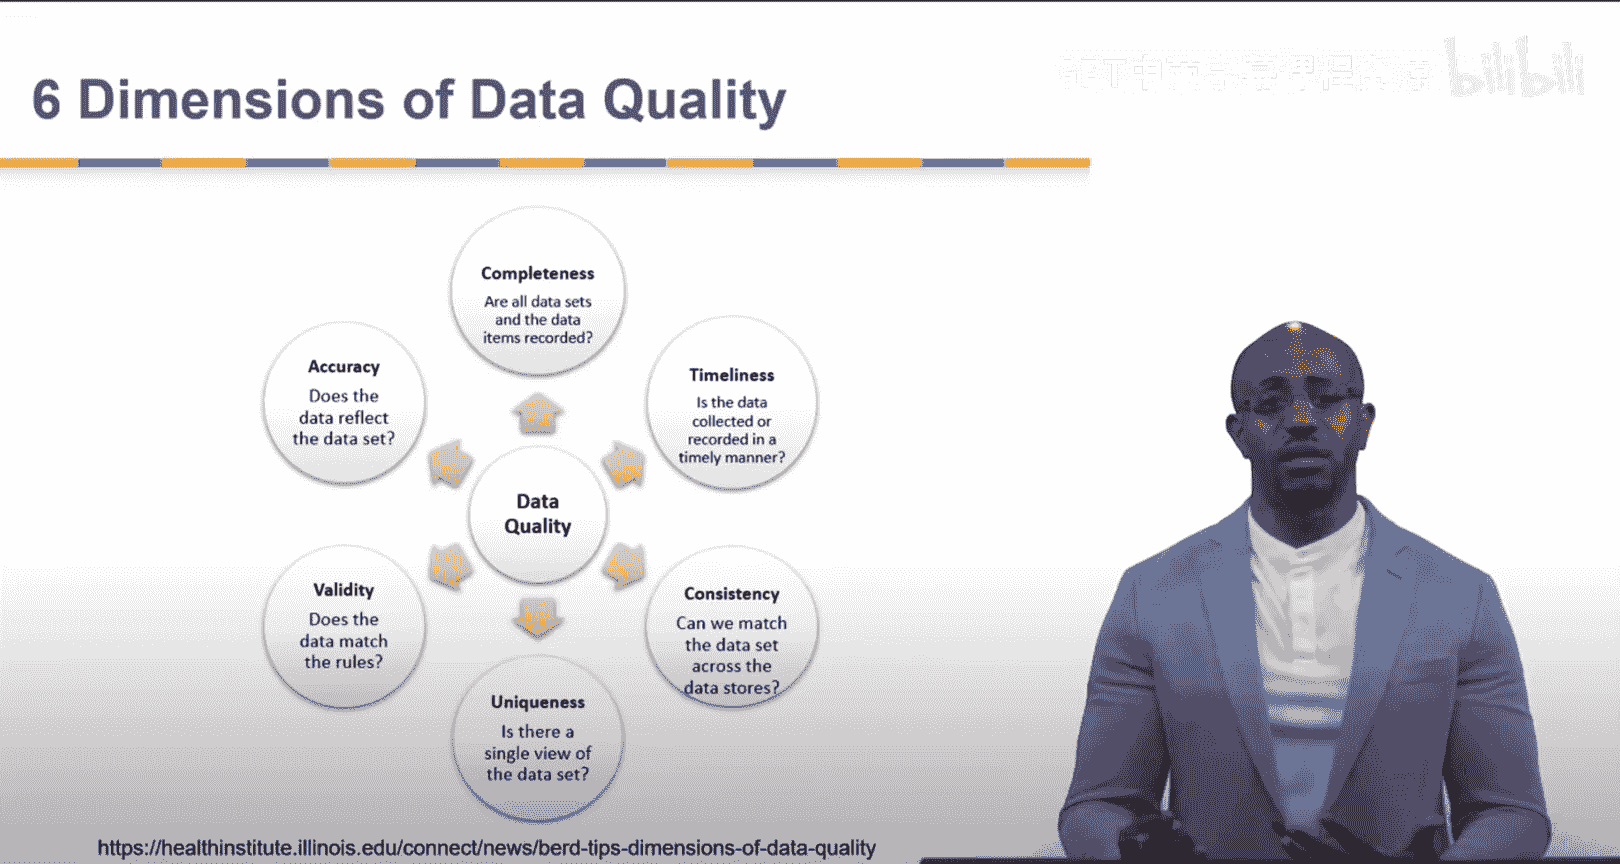 6 Dimensions of Data Quality
bilibili
Completeness
Are all data sets
and the data
items recorded?
Accuracy
Does the
data reflect
the data set?
Timeliness
Is the data
collected or
recorded in a
timely manner?
Data
Quality
Validity
Does the
data match
the rules?
Consistency
Can we match
the data set
across the
data stores?
Uniqueness
Is there a
single view of
the data set?
https://healthinstitute.illinois.edu/connect/news/berd-tips-dimensions-of-data-quality